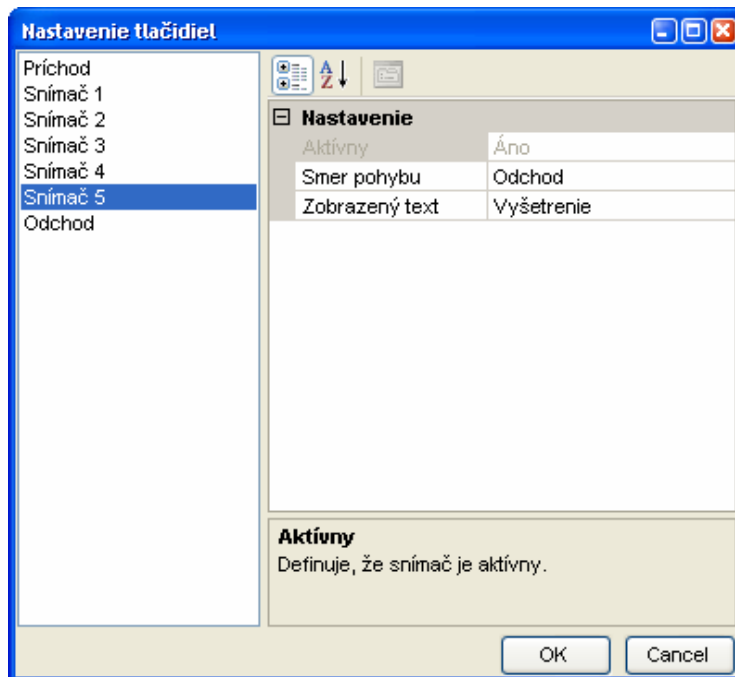 Nastavenie tlačidiel
Príchod
Snímač 1
Snímač 2
Snímač 3
Snímač 4
Snímač 5
Odchod
Nastavenie
Aktívny Áno
Smer pohybu Odchod
Zobrazený text Vyšetrenie
Aktívny
Definuje, že snímač je aktívny.
OK Cancel